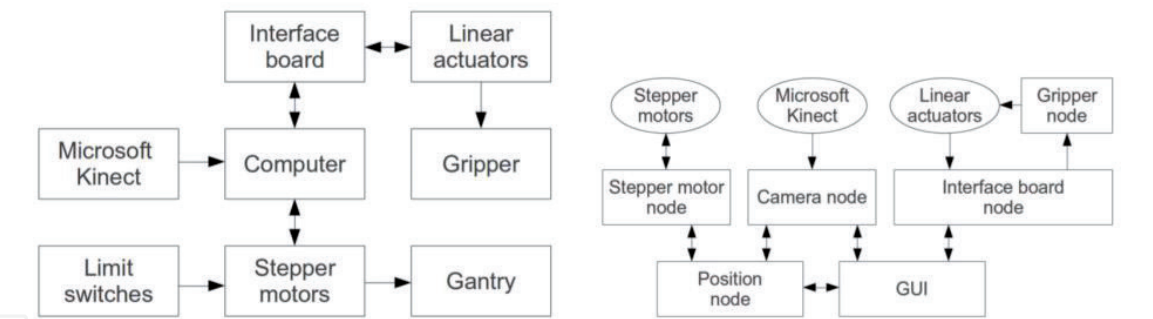 Interface
board
Linear
actuators
Microsoft
Kinect
Computer
Gripper
Limit
switches
Stepper
motors
Gantry
Stepper
motors
Microsoft
Kinect
Linear
actuators
Gripper
node
Stepper motor
node
Camera node
Interface board
node
Position
node
GUI